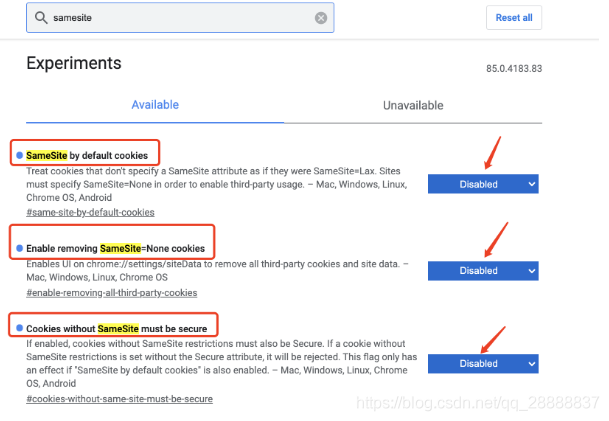 samesite
Reset all
Experiments
85.0.4183.83
Available
Unavailable
SameSite by default cookies
Treat cookies that don't specify a SameSite attribute as if they were SameSite=Lax. Sites
must specify SameSite=None in order to enable third-party usage. – Mac, Windows, Linux,
Chrome OS, Android
#same-site-by-default-cookies
Disabled
Enable removing SameSite=None cookies
Enables UI on chrome://settings/siteData to remove all third-party cookies and site data. –
Mac, Windows, Linux, Chrome OS
#enable-removing-all-third-party-cookies
Disabled
Cookies without SameSite must be secure
If enabled, cookies without SameSite restrictions must also be Secure. If a cookie without
SameSite restrictions is set without the Secure attribute, it will be rejected. This flag only has
an effect if "SameSite by default cookies" is also enabled. – Mac, Windows, Linux, Chrome
OS, Android
#cookies-without-same-site-must-be-secure
Disabled
https://blog.csdn.net/qq_28888837